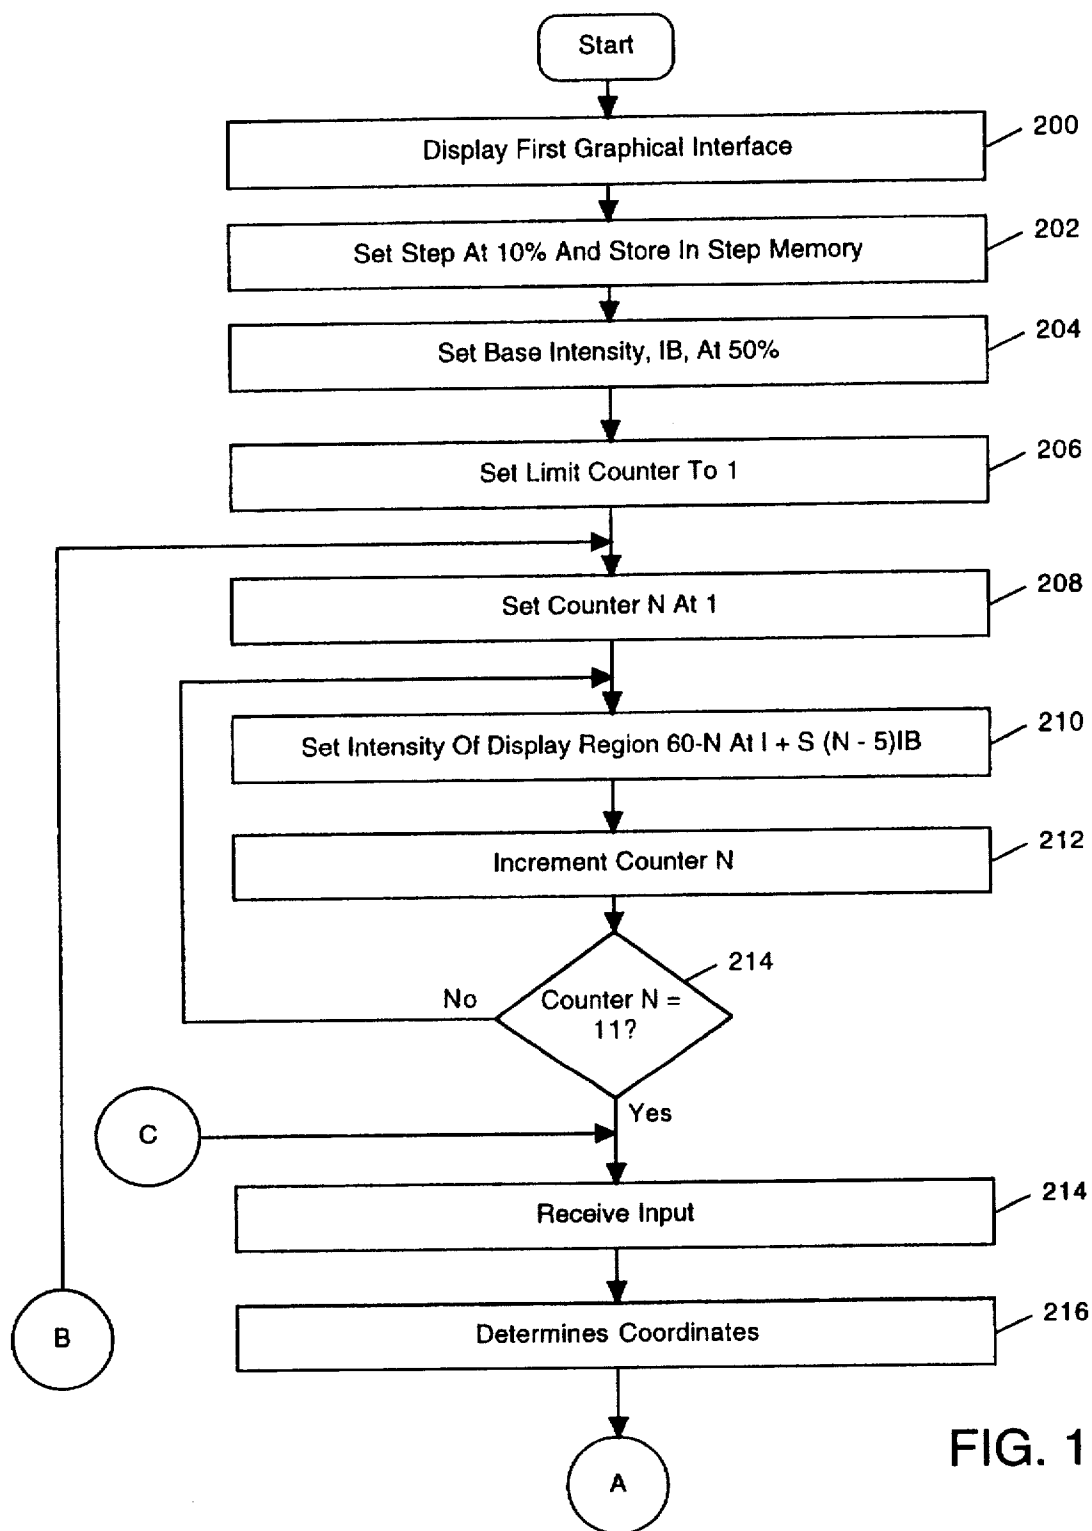 Start
200
Display First Graphical Interface
202
Set Step At 10% And Store In Step Memory
204
Set Base Intensity, IB, At 50%
206
Set Limit Counter To 1
208
Set Counter N At 1
210
Set Intensity Of Display Region 60-N At I + S (N - 5)IB
212
Increment Counter N
214
No
Counter N =
11?
Yes
C
214
Receive Input
216
Determines Coordinates
B
A
FIG. 1